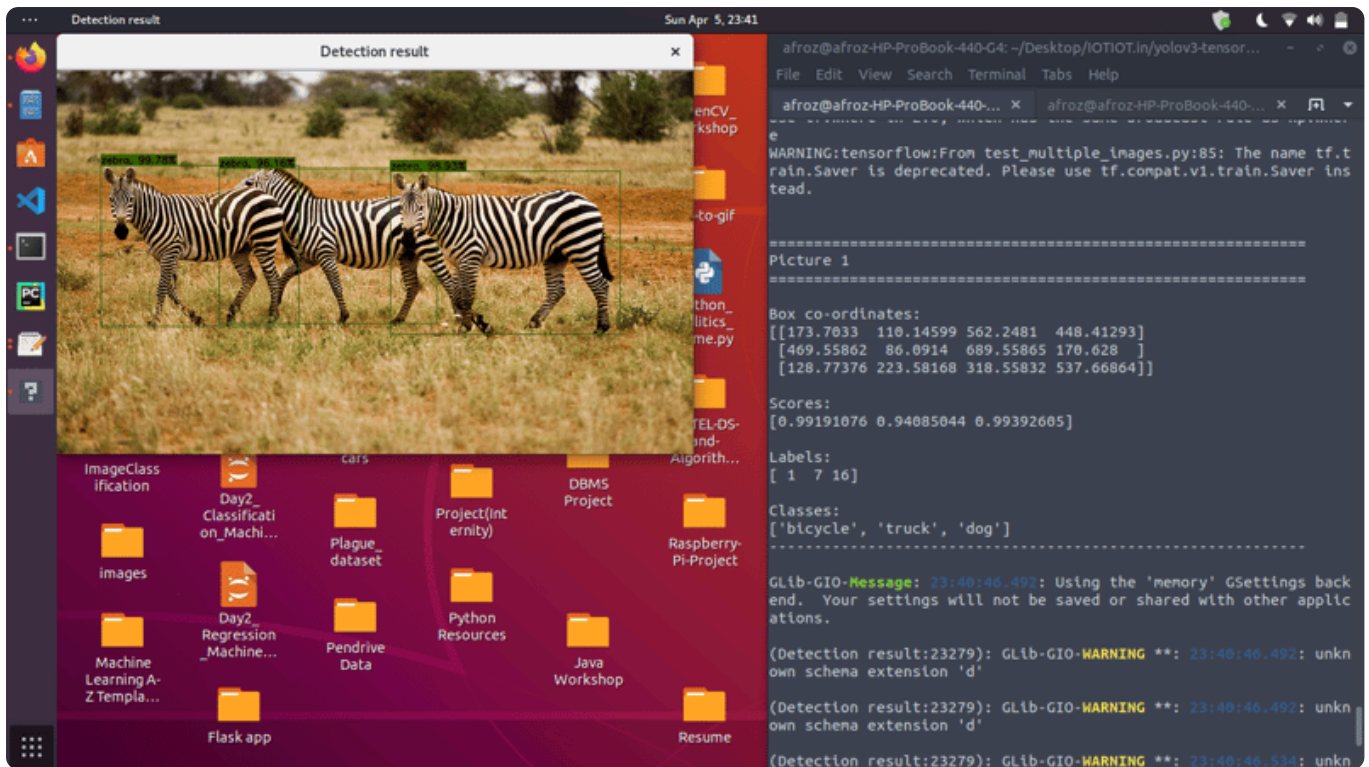 Detection result
Sun Apr 5, 23:41
Detection result
zebra, 99.78%
zebra, 98.16%
zebra, 98.93%
enCV_
kshop
-to-gif
thon_
litics_
me.py
TEL-DS-
and-
Algorith...
ImageClass
ification
Day2_
Classificati
on_Machi...
cars
Project(Int
ernity)
DBMS
Project
images
Plague_
dataset
Raspberry-
Pi-Project
Machine
Learning A-
Z Templa...
Day2_
Regression
_Machine...
Pendrive
Data
Python
Resources
Java
Workshop
Flask app
Resume
PC
afroz@afroz-HP-ProBook-440-G4: ~/Desktop/IOTIOT.in/yolov3-tensor...
File Edit View Search Terminal Tabs Help
afroz@afroz-HP-ProBook-440-...
afroz@afroz-HP-ProBook-440-...
e
WARNING:tensorflow:From test_multiple_images.py:85: The name tf.t
rain.Saver is deprecated. Please use tf.compat.v1.train.Saver ins
tead.
============================================================
Picture 1
============================================================
Box co-ordinates:
[[173.7033 110.14599 562.2481 448.41293]
[469.55862 86.0914 689.55865 170.628 ]
[128.77376 223.58168 318.55832 537.66864]]
Scores:
[0.99191076 0.94085044 0.99392605]
Labels:
[ 1 7 16]
Classes:
['bicycle', 'truck', 'dog']
------------------------------------------------------------
GLib-GIO-Message: 23:40:46.492: Using the 'memory' GSettings back
end. Your settings will not be saved or shared with other applic
ations.
(Detection result:23279): GLib-GIO-WARNING **: 23:40:46.492: unkn
own schema extension 'd'
(Detection result:23279): GLib-GIO-WARNING **: 23:40:46.492: unkn
own schema extension 'd'
(Detection result:23279): GLib-GIO-WARNING **: 23:40:46.534: unkn